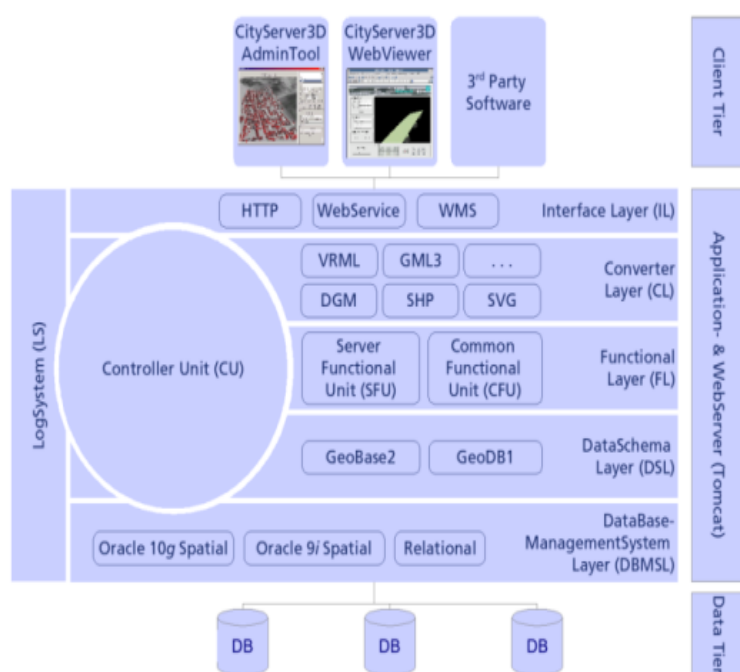 CityServer3D
AdminTool
CityServer3D
WebViewer
3rd Party
Software
Client Tier
LogSystem (LS)
HTTP
WebService
WMS
Interface Layer (IL)
Controller Unit (CU)
VRML
GML3
. . .
DGM
SHP
SVG
Converter
Layer (CL)
Server
Functional
Unit (SFU)
Common
Functional
Unit (CFU)
Functional
Layer (FL)
GeoBase2
GeoDB1
DataSchema
Layer (DSL)
Oracle 10g Spatial
Oracle 9i Spatial
Relational
DataBase-
ManagementSystem
Layer (DBMSL)
Application- & WebServer (Tomcat)
DB
DB
DB
Data Tier